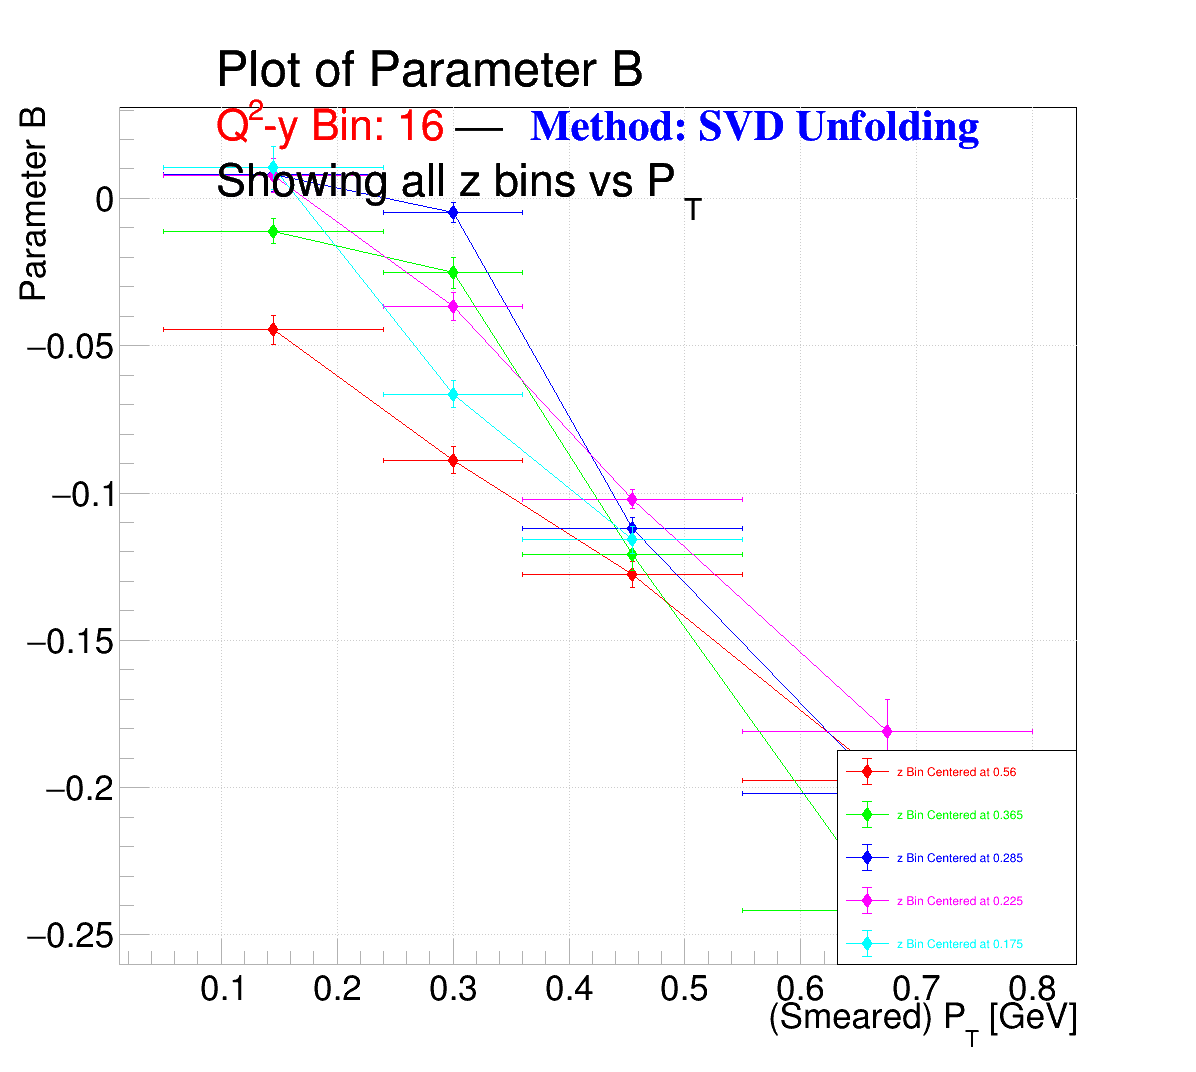 Plot of Parameter B
Q²-y Bin: 16 — Method: SVD Unfolding
Showing all z bins vs P_T
Parameter B
0
−0.05
−0.1
−0.15
−0.2
−0.25
z Bin Centered at 0.56
z Bin Centered at 0.365
z Bin Centered at 0.285
z Bin Centered at 0.225
z Bin Centered at 0.175
0.1 0.2 0.3 0.4 0.5 0.6 0.7 0.8
(Smeared) P_T [GeV]